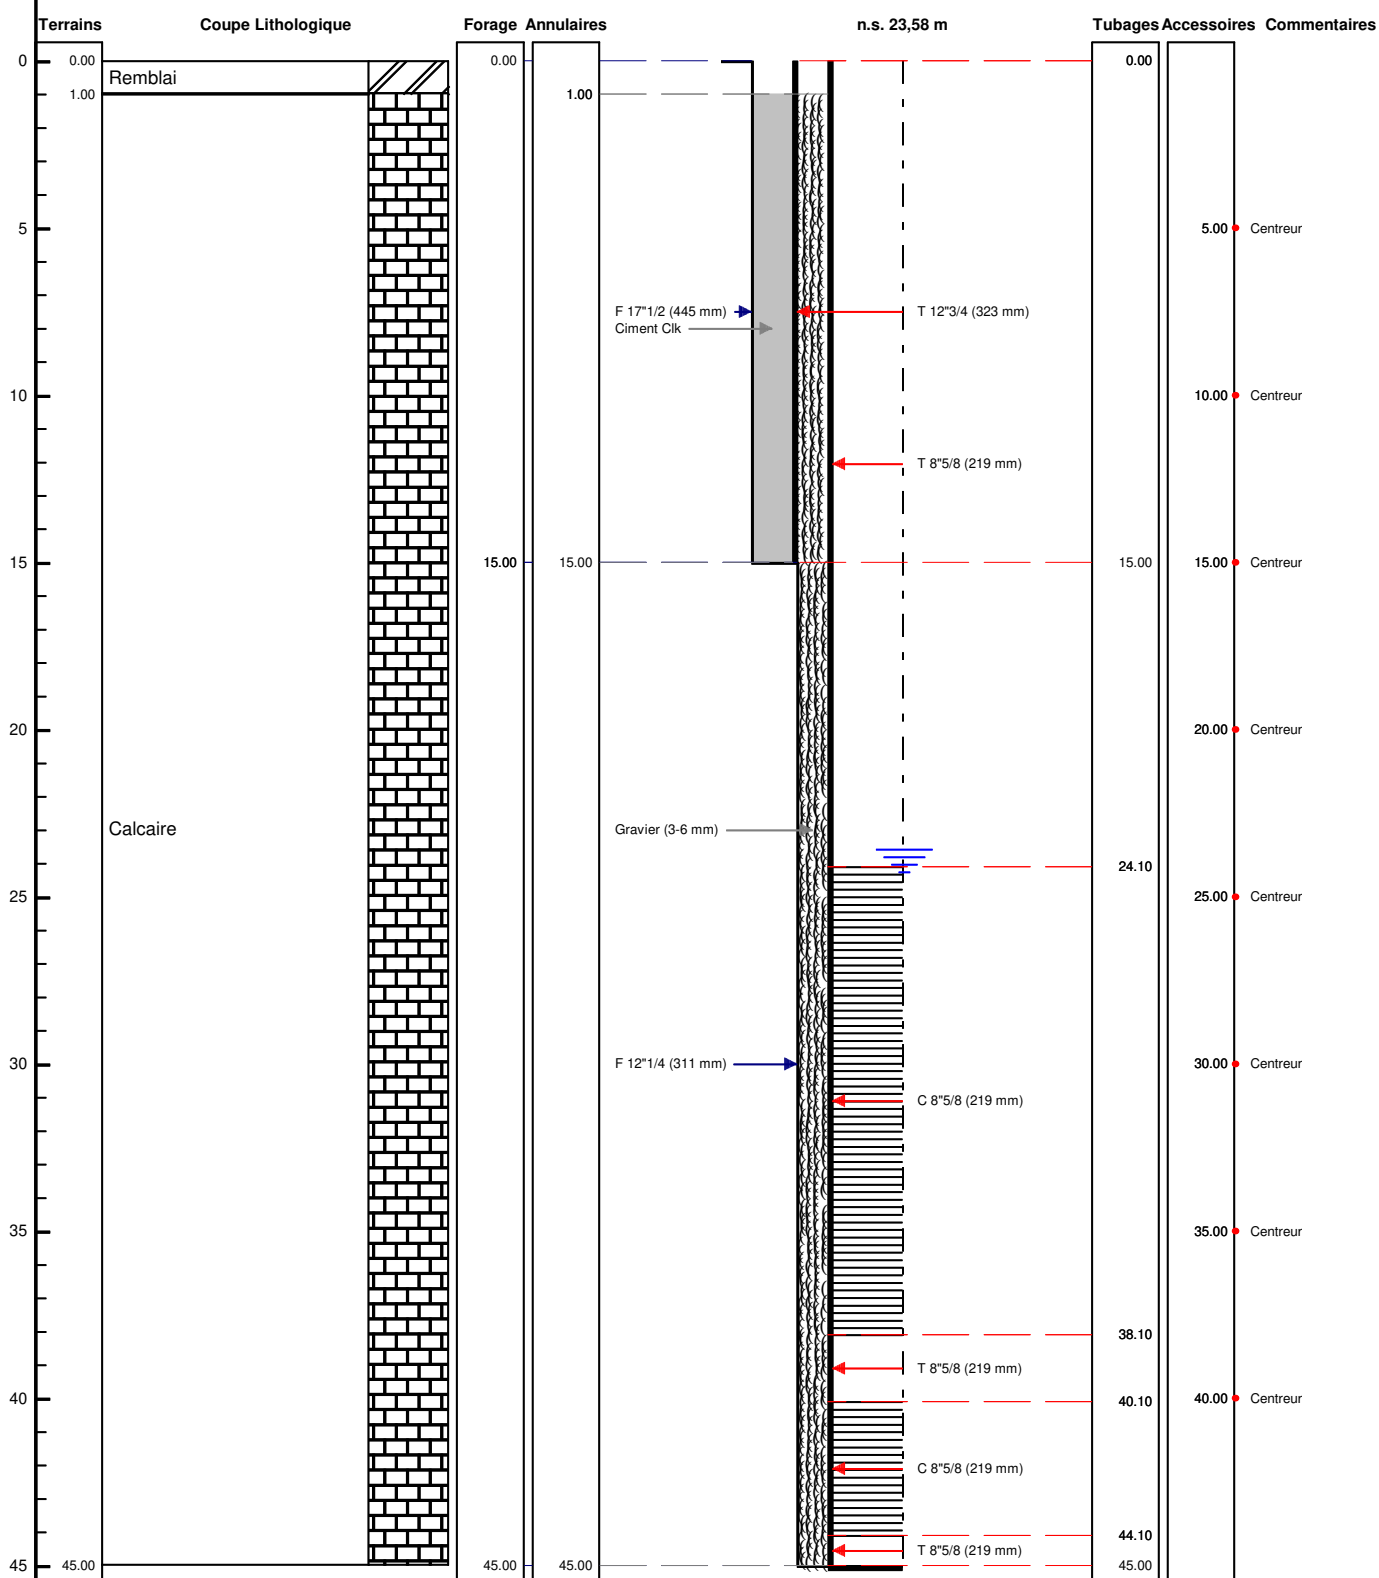 Terrains Coupe Lithologique Forage Annulaires n.s. 23,58 m Tubages Accessoires Commentaires
0 0.00 0.00 0.00
Remblai
1.00 1.00
5 5.00 Centreur
F 17"1/2 (445 mm) T 12"3/4 (323 mm)
Ciment Clk
10 10.00 Centreur
T 8"5/8 (219 mm)
15 15.00 15.00 15.00 15.00 Centreur
20 20.00 Centreur
Calcaire Gravier (3-6 mm)
24.10
25 25.00 Centreur
30 F 12"1/4 (311 mm) 30.00 Centreur
C 8"5/8 (219 mm)
35 35.00 Centreur
38.10
T 8"5/8 (219 mm)
40 40.00 Centreur
40.10
C 8"5/8 (219 mm)
44.10
T 8"5/8 (219 mm)
45 45.00 45.00 45.00 45.00